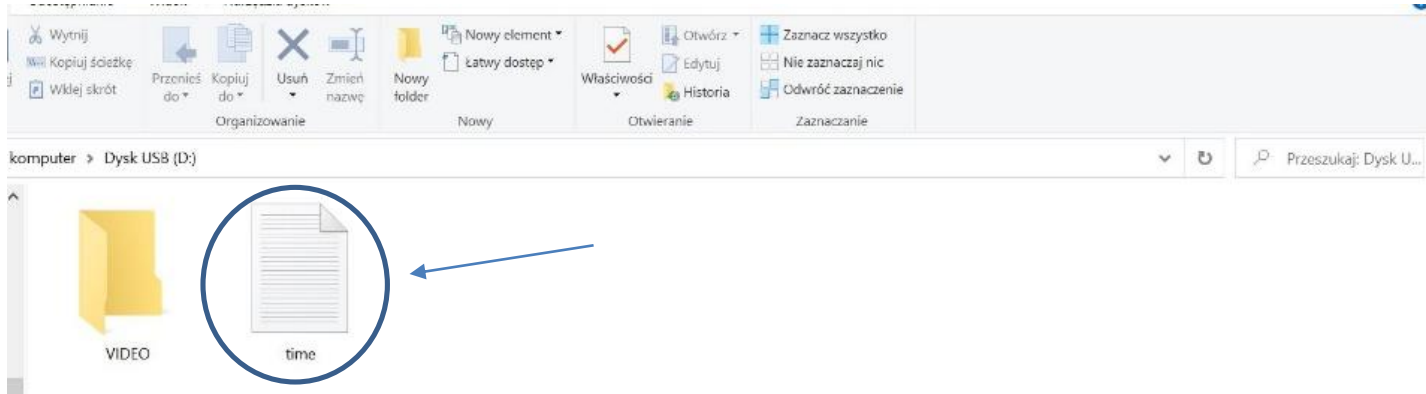 Wytnij
Kopiuj ścieżkę
Wklej skrót
Przenieś do
Kopiuj do
Usuń
Zmień nazwę
Organizowanie
Nowy folder
Nowy element
Łatwy dostęp
Nowy
Właściwości
Otwórz
Edytuj
Historia
Otwieranie
Zaznacz wszystko
Nie zaznaczaj nic
Odwróć zaznaczenie
Zaznaczanie
komputer > Dysk USB (D:)
Przeszukaj: Dysk U...
VIDEO
time